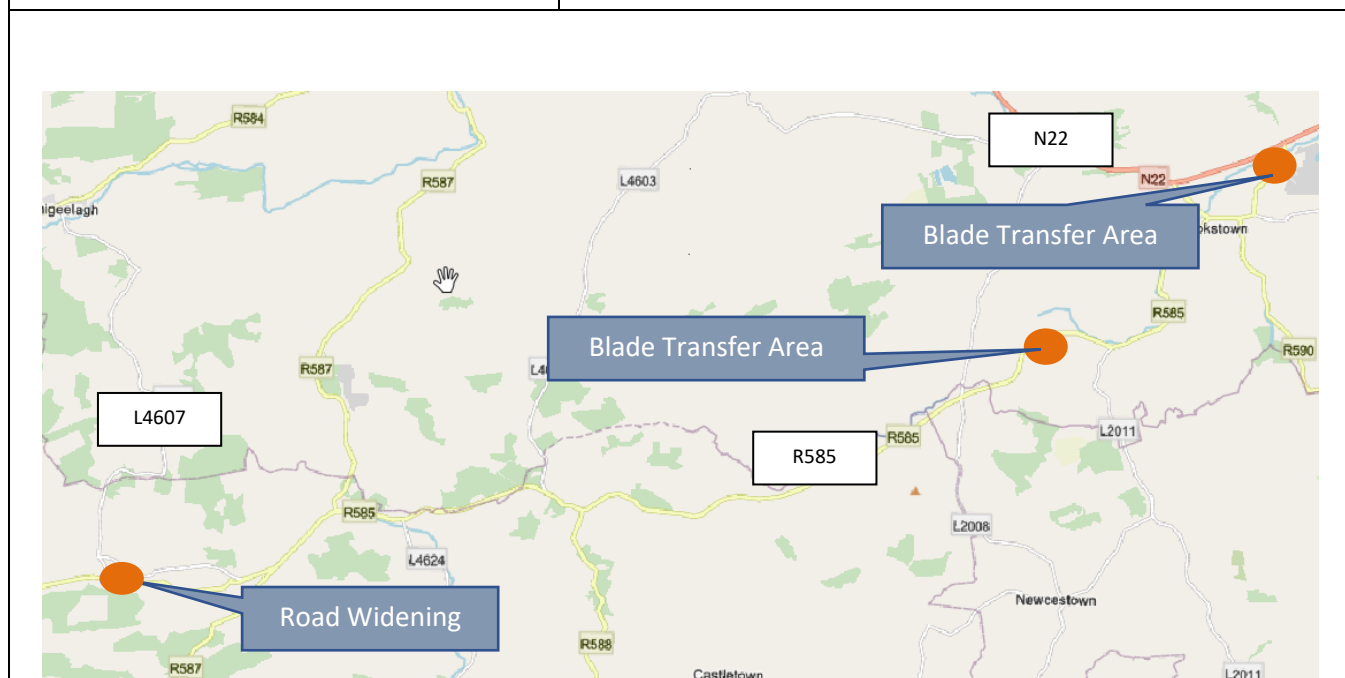 R584
N22
R587
L4603
N22
igeelagh
Blade Transfer Area
kstown
R585
Blade Transfer Area
R590
R587
L4607
L2011
R585
R585
R585
L2008
L4624
Newcestown
Road Widening
R588
R587
Castletown
L2011